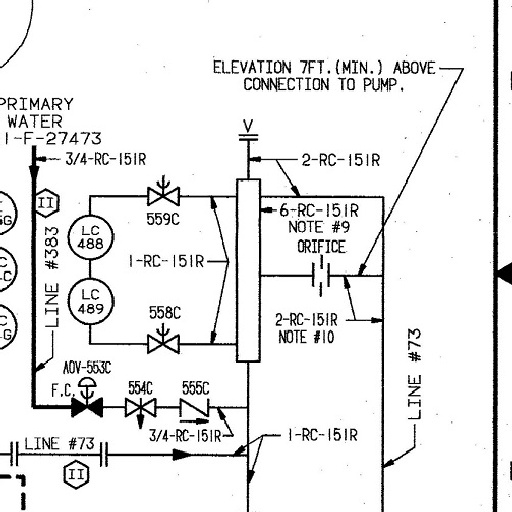 ELEVATION 7FT.(MIN.) ABOVE
CONNECTION TO PUMP.
PRIMARY
WATER
1-F-27473
V
3/4-RC-151R
2-RC-151R
II
559C
6-RC-151R
NOTE #9
ORIFICE
LC
488
LINE #383
1-RC-151R
LC
489
558C
2-RC-151R
NOTE #10
LINE #73
AOV-553C
F.C.
554C
555C
3/4-RC-151R
1-RC-151R
LINE #73
II